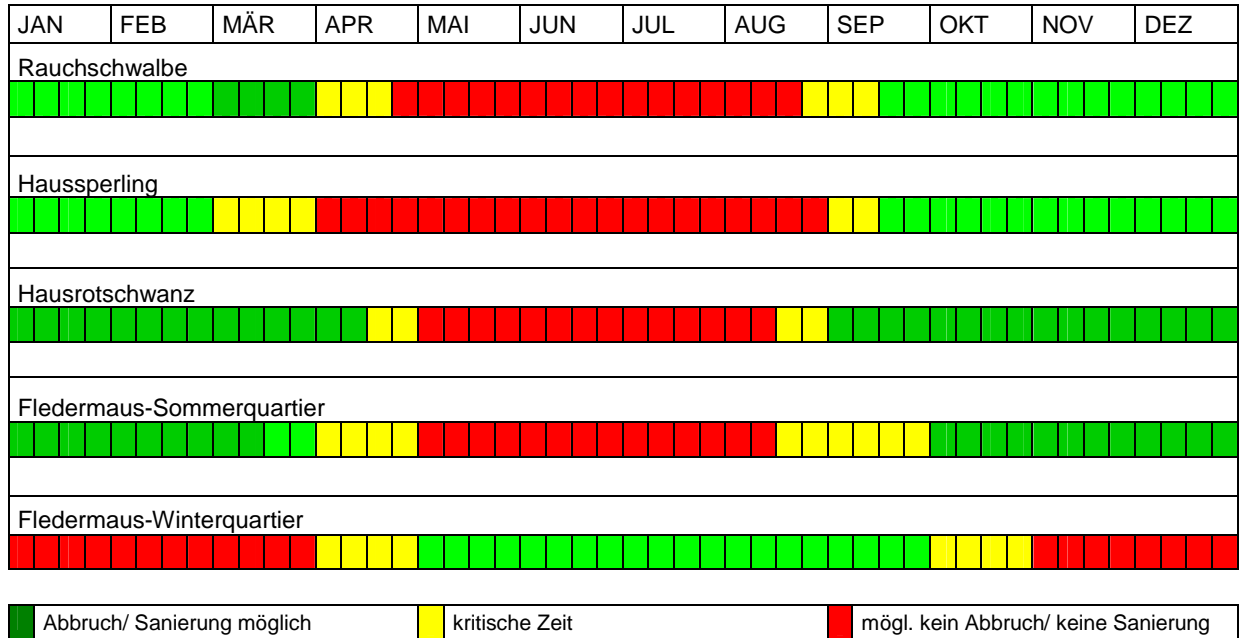 JAN FEB MÄR APR MAI JUN JUL AUG SEP OKT NOV DEZ
Rauchschwalbe
Haussperling
Hausrotschwanz
Fledermaus-Sommerquartier
Fledermaus-Winterquartier
Abbruch/ Sanierung möglich kritische Zeit mögl. kein Abbruch/ keine Sanierung